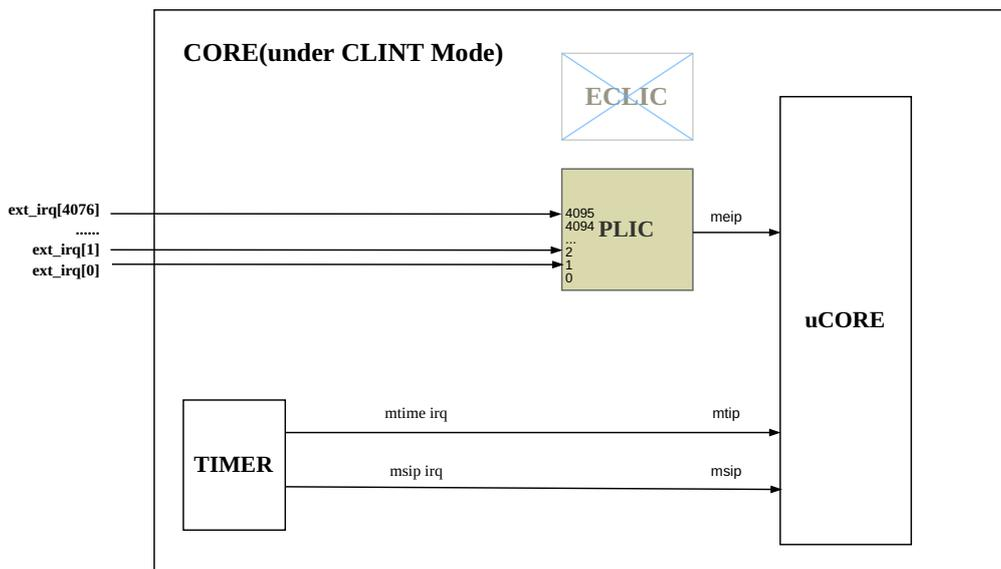 CORE(under CLINT Mode)
ECLIC
ext_irq[4076]
......
ext_irq[1]
ext_irq[0]
4095
4094
...
2
1
0
PLIC
meip
uCORE
TIMER
mtime irq
mtip
msip irq
msip